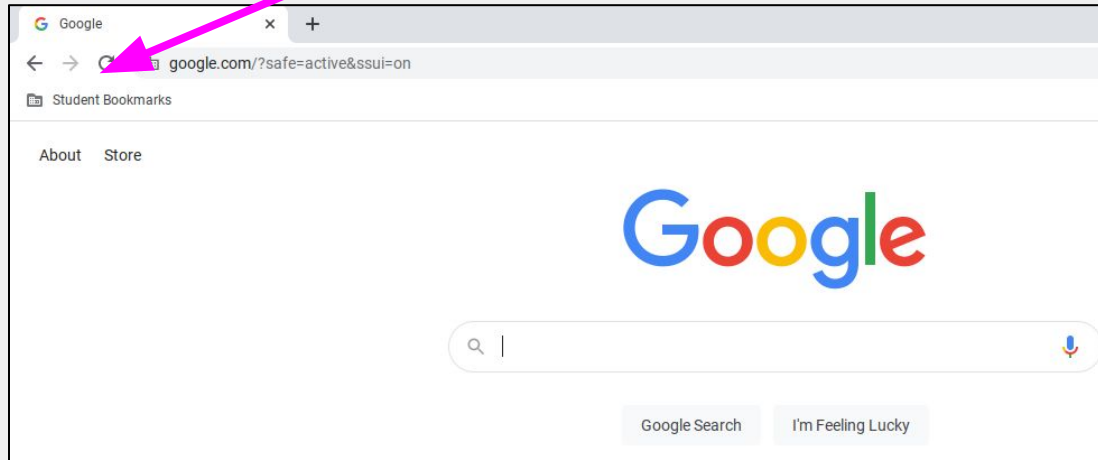 Google
google.com/?safe=active&ssui=on
Student Bookmarks
About Store
Google
Google Search I'm Feeling Lucky